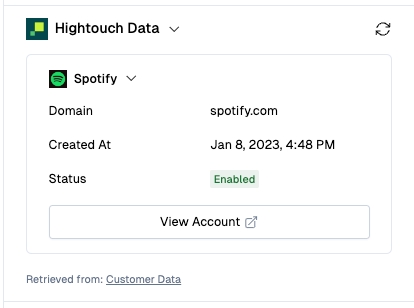 Hightouch Data
Spotify
Domain spotify.com
Created At Jan 8, 2023, 4:48 PM
Status Enabled
View Account
Retrieved from: Customer Data